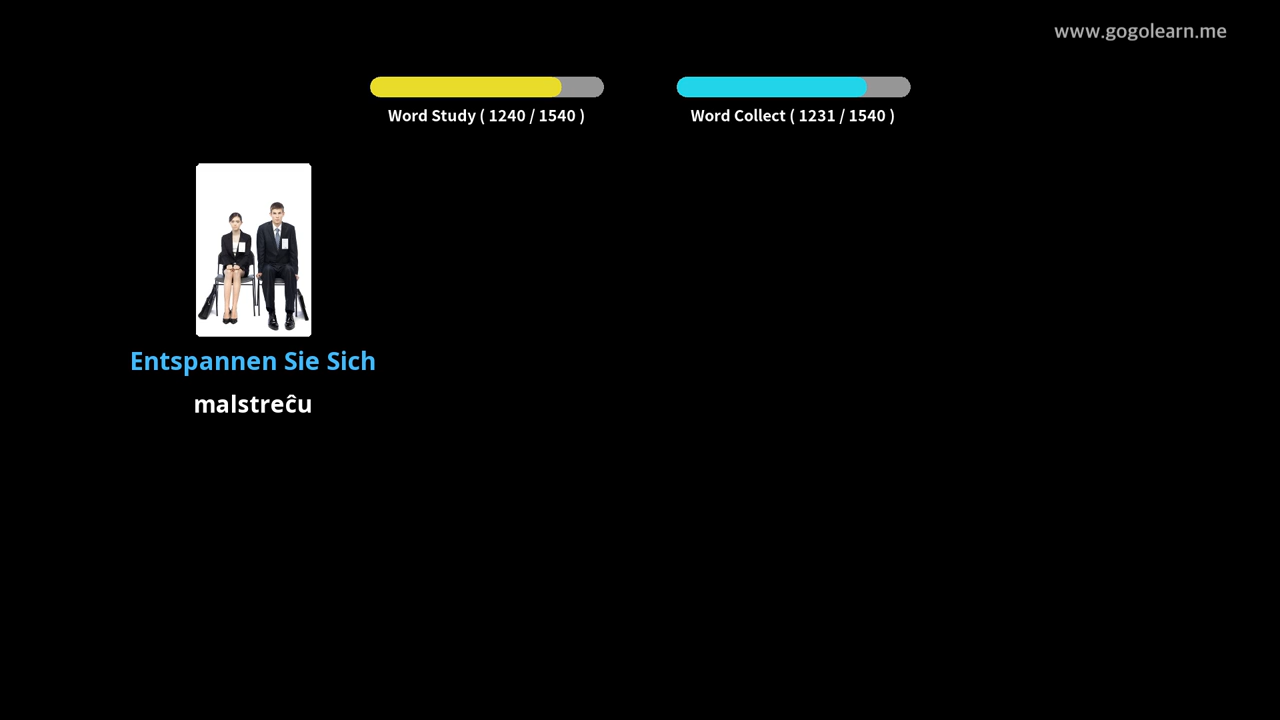 www.gogolearn.me
Word Study ( 1240 / 1540 )
Word Collect ( 1231 / 1540 )
Entspannen Sie Sich
malstreĉu